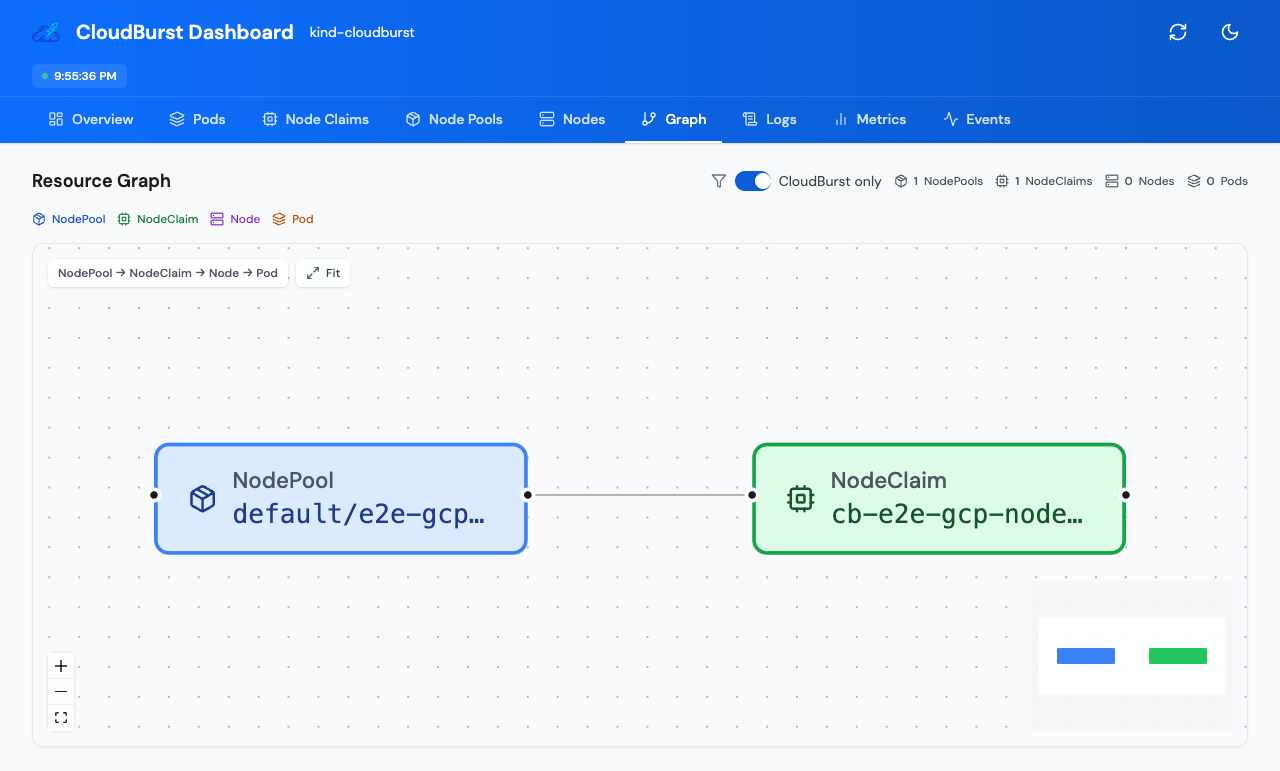 CloudBurst Dashboard kind-cloudburst
9:55:36 PM
Overview Pods Node Claims Node Pools Nodes Graph Logs Metrics Events
Resource Graph
CloudBurst only 1 NodePools 1 NodeClaims 0 Nodes 0 Pods
NodePool NodeClaim Node Pod
NodePool → NodeClaim → Node → Pod Fit
NodePool
default/e2e-gcp…
NodeClaim
cb-e2e-gcp-node…